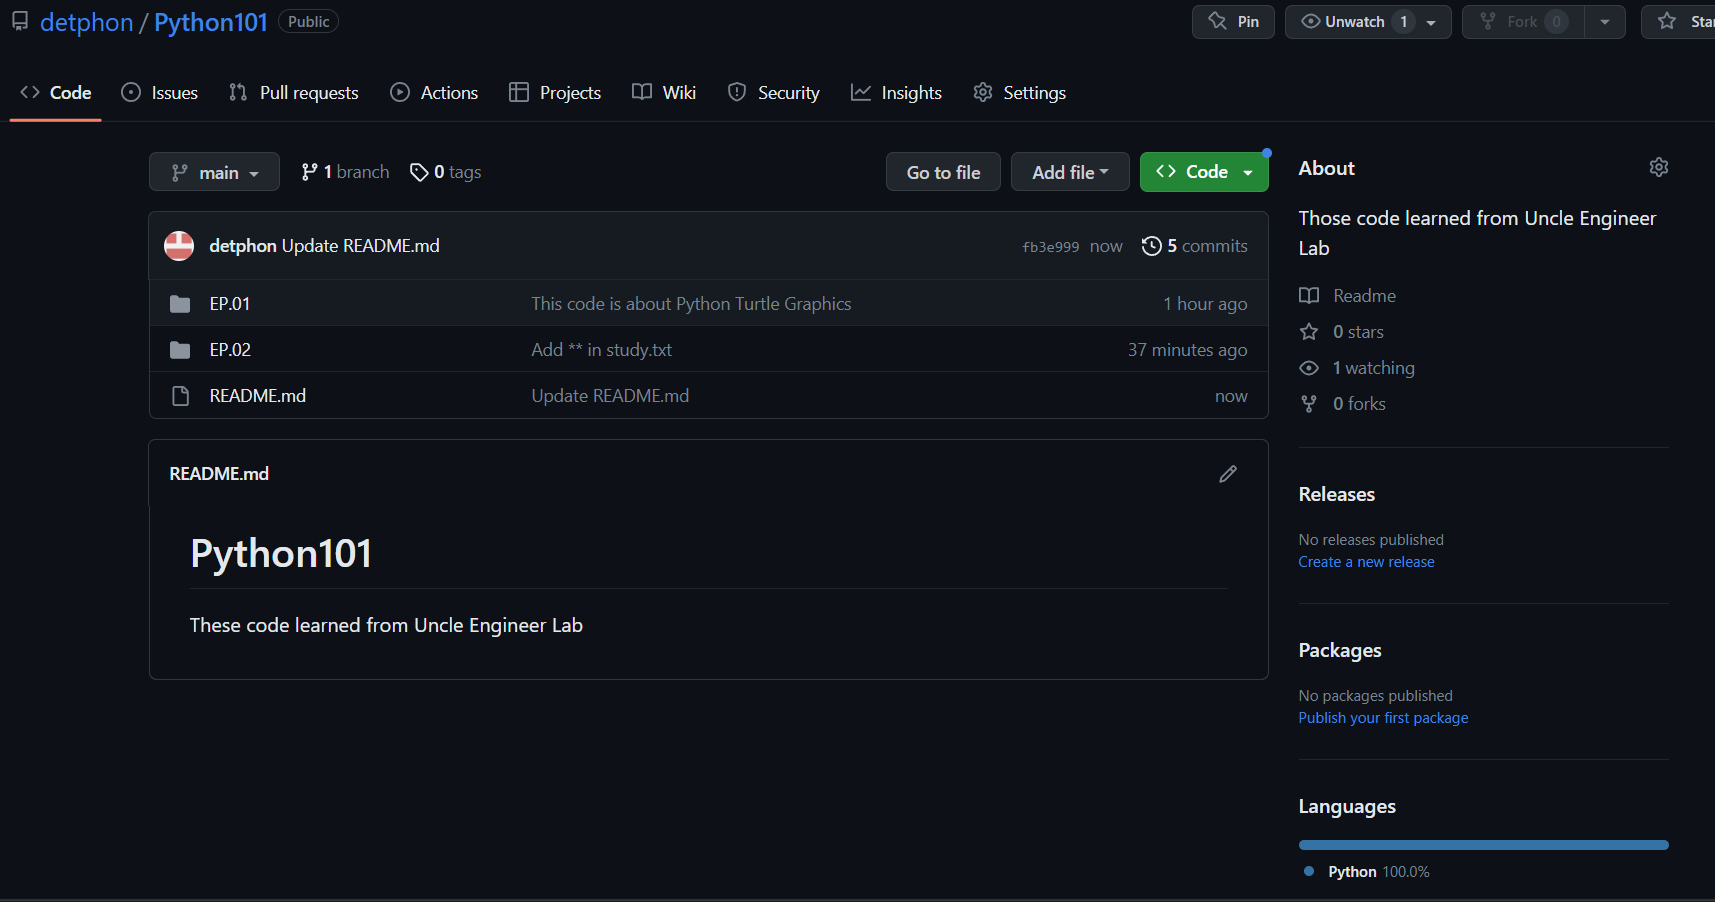 detphon / Python101 Public Pin Unwatch 1 Fork 0
Code Issues Pull requests Actions Projects Wiki Security Insights Settings
main 1 branch 0 tags Go to file Add file Code
detphon Update README.md fb3e999 now 5 commits
EP.01 This code is about Python Turtle Graphics 1 hour ago
EP.02 Add ** in study.txt 37 minutes ago
README.md Update README.md now
README.md
Python101
These code learned from Uncle Engineer Lab
About
Those code learned from Uncle Engineer
Lab
Readme
0 stars
1 watching
0 forks
Releases
No releases published
Create a new release
Packages
No packages published
Publish your first package
Languages
Python 100.0%